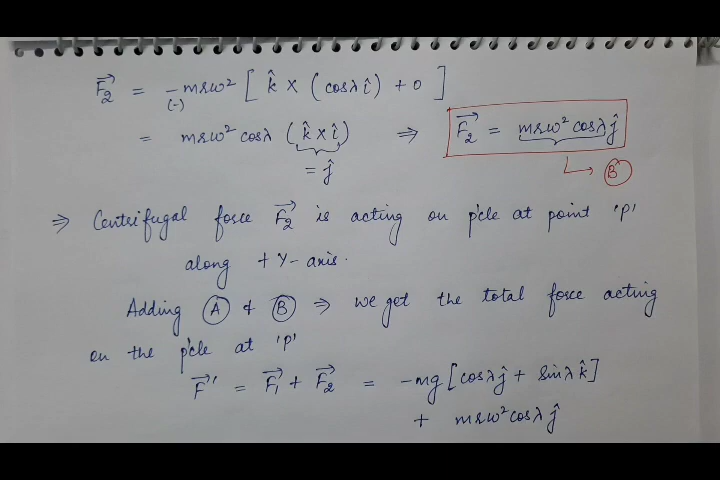 F₂⃗ = -mrω² [ k̂ × (cosλ î) + 0 ]
(-)
= mrω² cosλ (k̂ × î) ⇒ F₂⃗ = mrω² cosλ ĵ
= ĵ → B
⇒ Centrifugal force F₂⃗ is acting on p'cle at point 'P'
along + Y-axis.
Adding A & B ⇒ we get the total force acting
on the p'cle at 'P'
F⃗' = F₁⃗ + F₂⃗ = -mg [cosλ ĵ + sinλ k̂]
+ mrω² cosλ ĵ